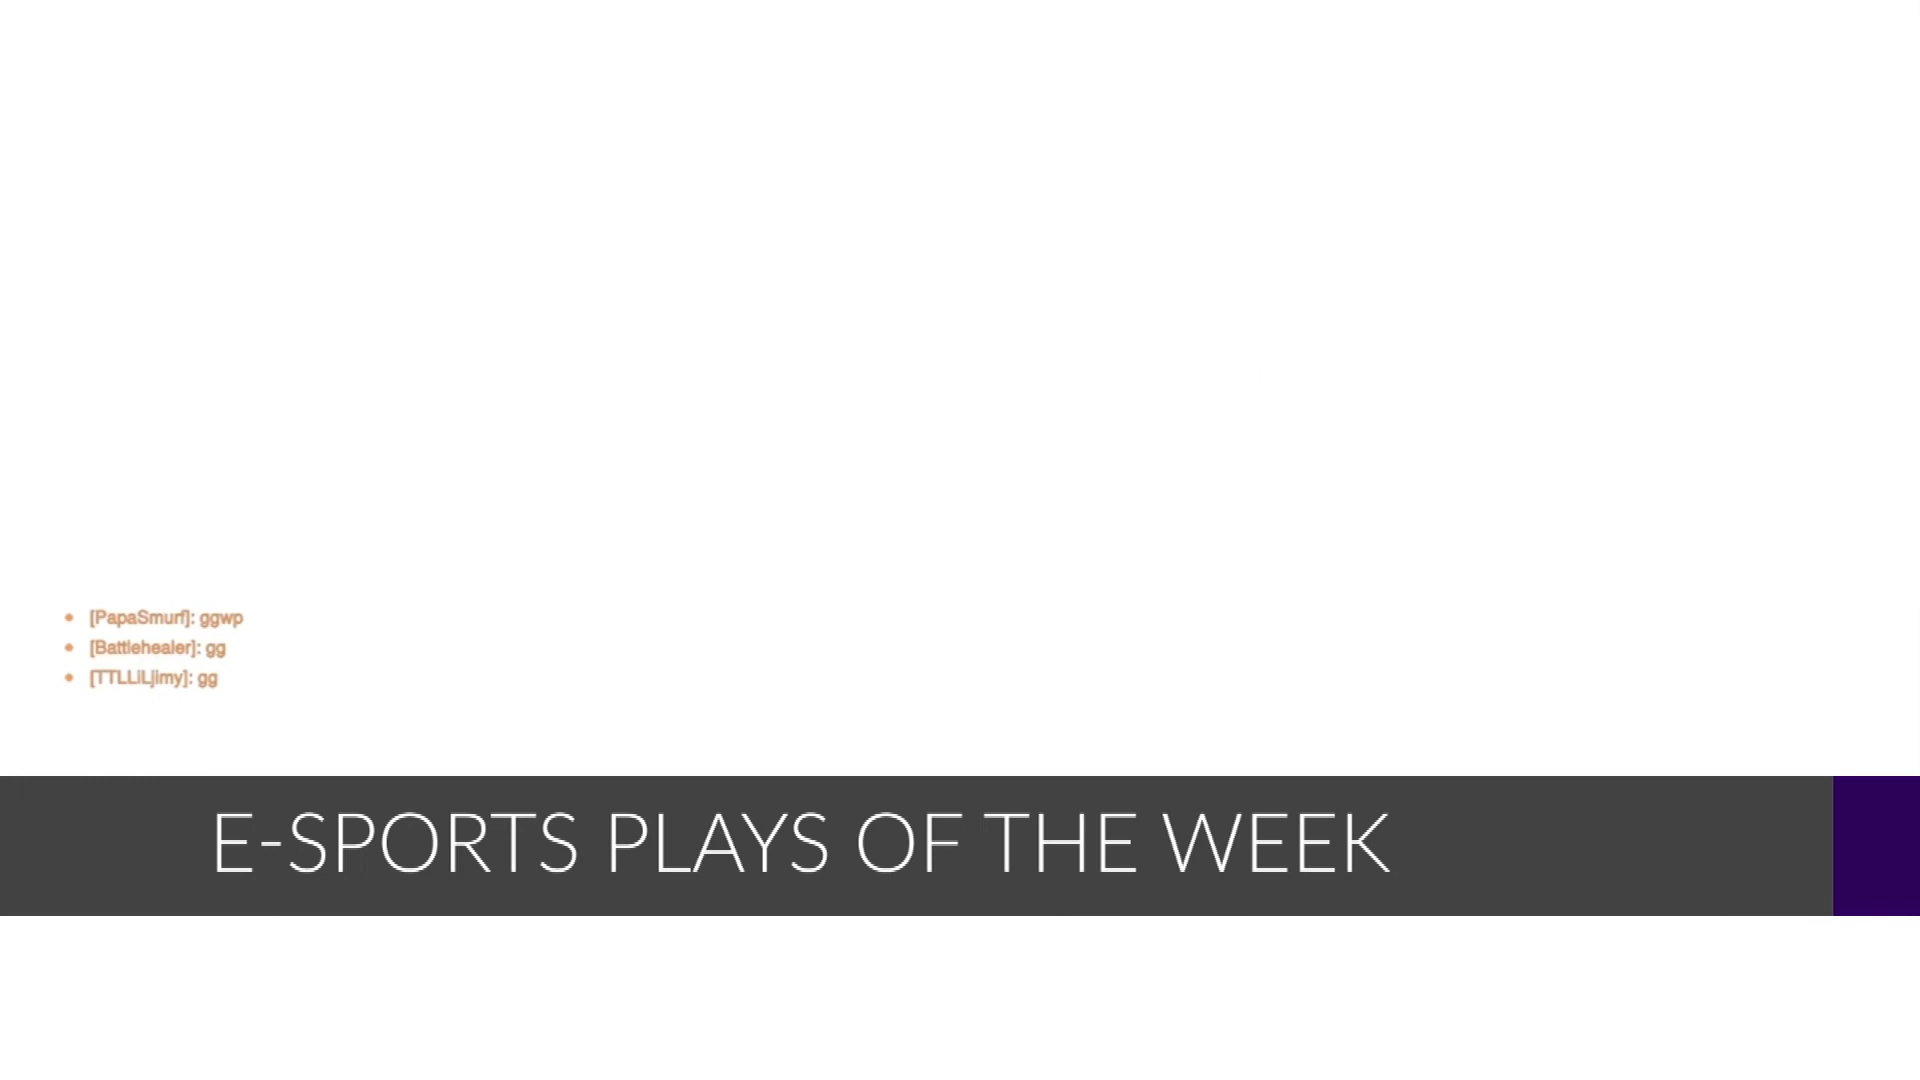 • [PapaSmurf]: ggwp
• [Battlehealer]: gg
• [TTLLiLjimy]: gg
E-SPORTS PLAYS OF THE WEEK